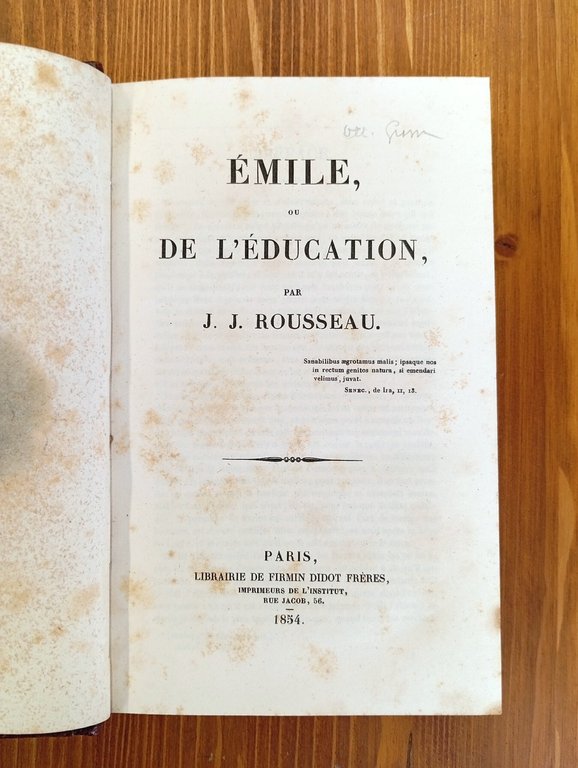 ÉMILE,
OU
DE L'ÉDUCATION,
PAR
J. J. ROUSSEAU.
Sanabilibus ægrotamus malis; ipsaque nos
in rectum genitos natura, si emendari
velimus, juvat.
SENEC., de Ira, II, 13.
PARIS,
LIBRAIRIE DE FIRMIN DIDOT FRÈRES,
IMPRIMEURS DE L'INSTITUT,
RUE JACOB, 56.
1854.